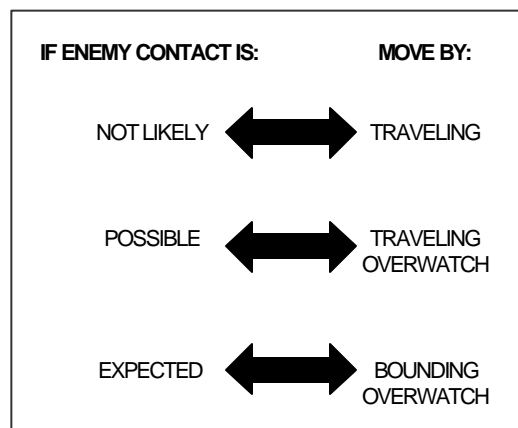 IF ENEMY CONTACT IS: MOVE BY:
NOT LIKELY TRAVELING
POSSIBLE TRAVELING
OVERWATCH
EXPECTED BOUNDING
OVERWATCH